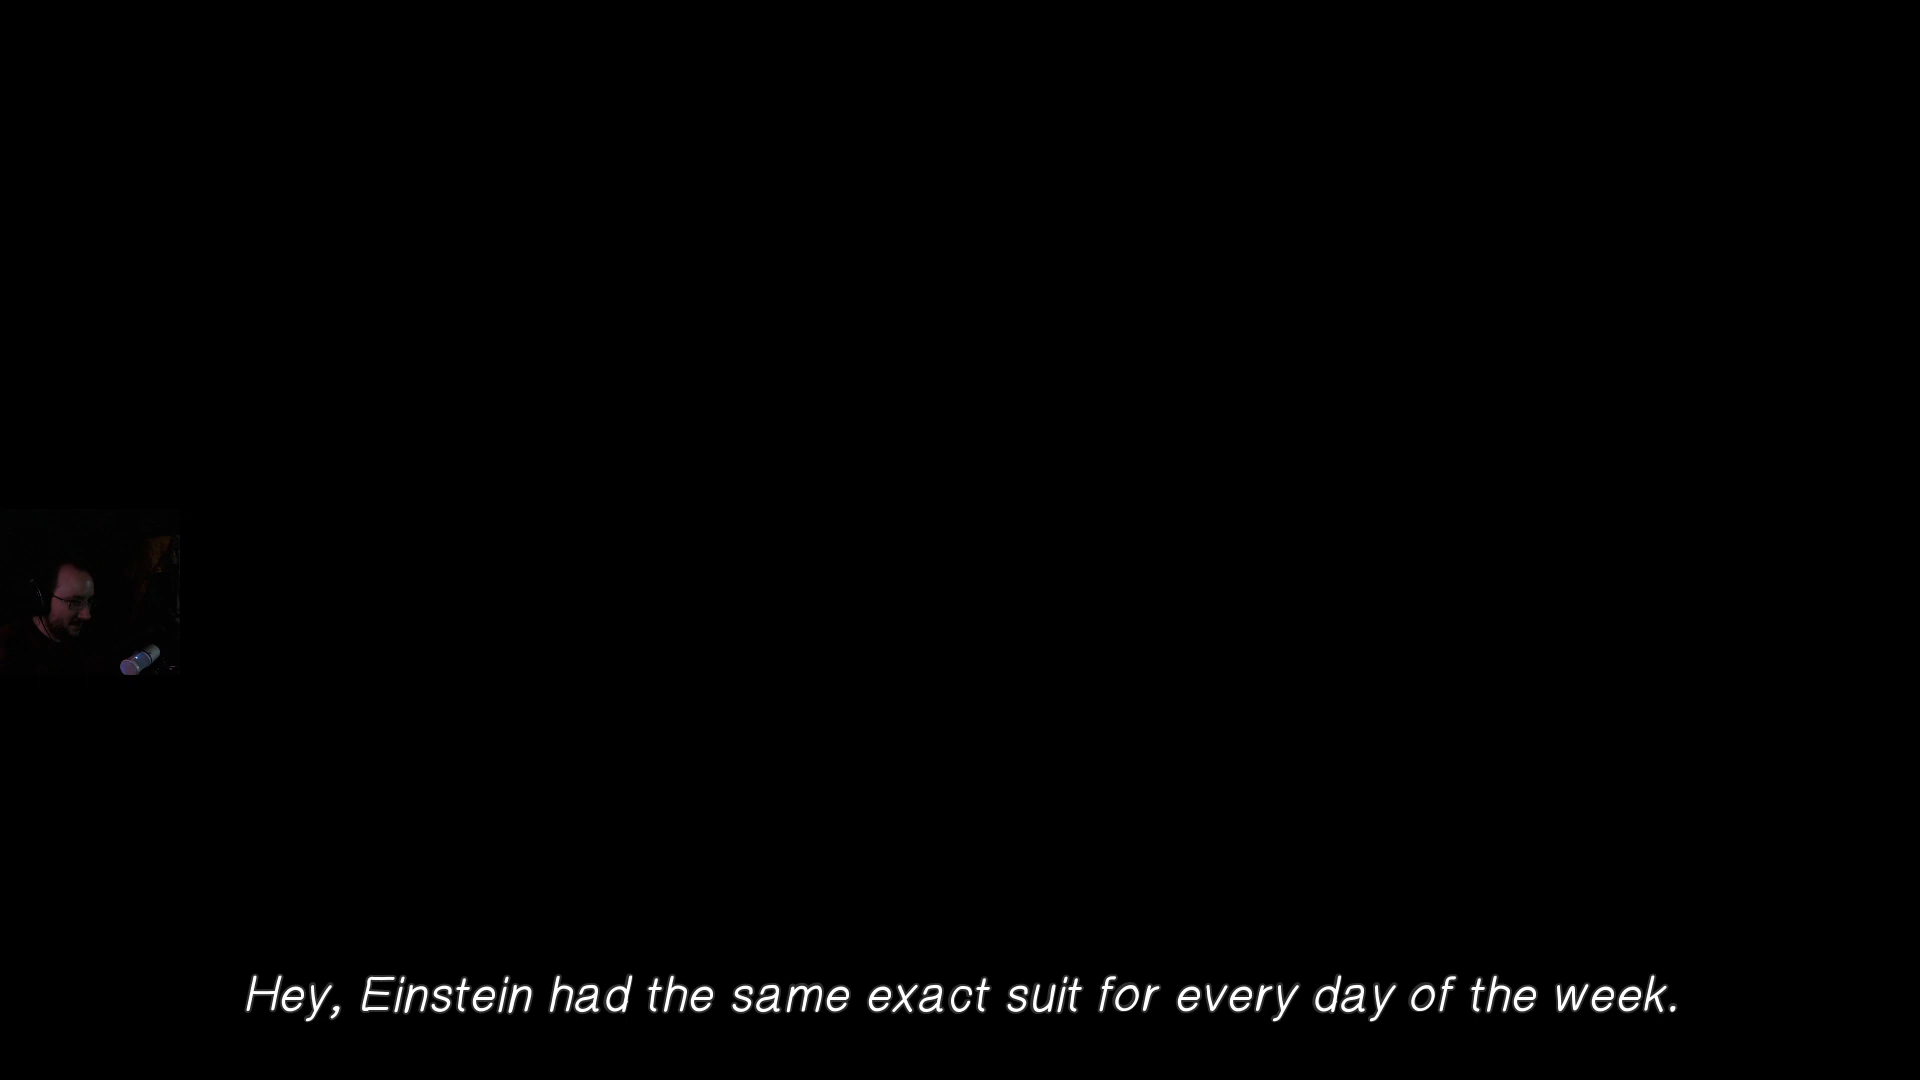 Hey, Einstein had the same exact suit for every day of the week.